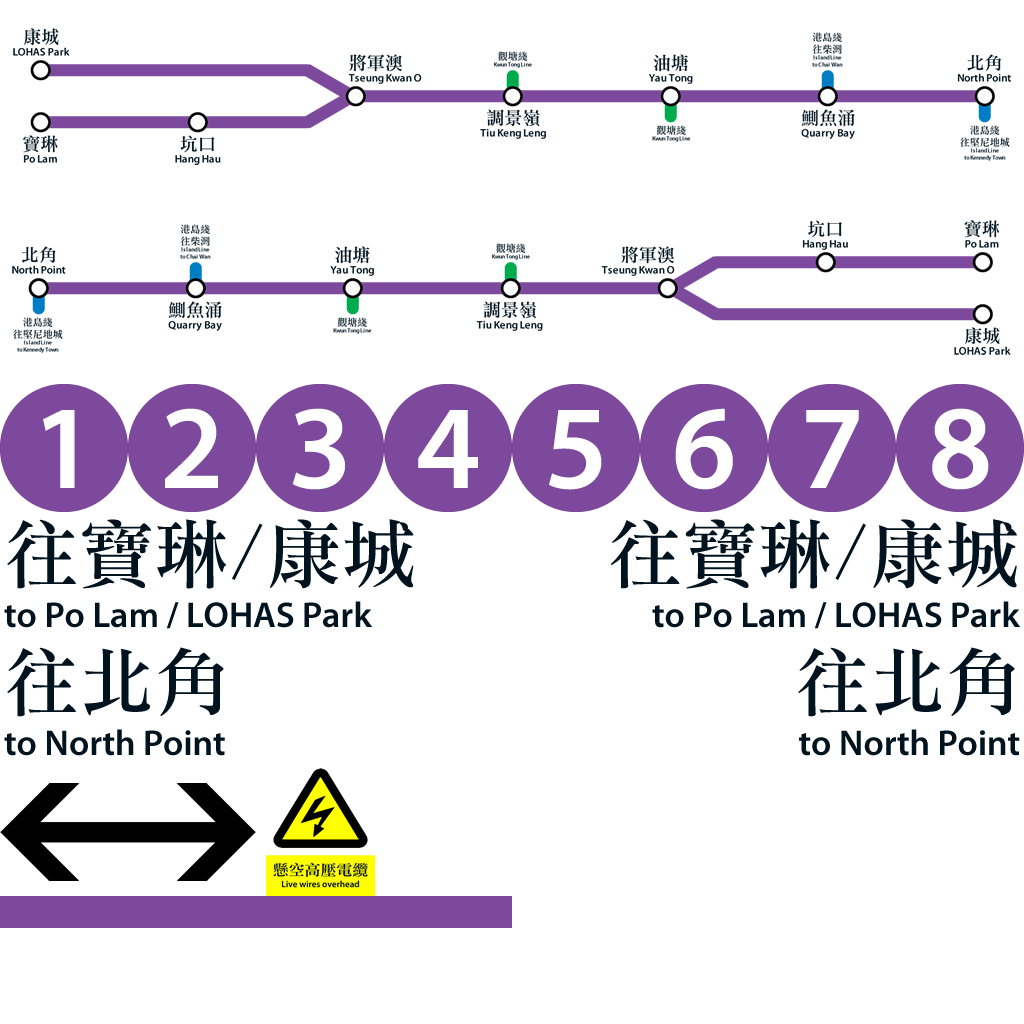 康城
LOHAS Park
將軍澳
Tseung Kwan O
觀塘綫
Kwun Tong Line
油塘
Yau Tong
港島綫
往柴灣
Island Line
to Chai Wan
北角
North Point
寶琳
Po Lam
坑口
Hang Hau
調景嶺
Tiu Keng Leng
觀塘綫
Kwun Tong Line
鰂魚涌
Quarry Bay
港島綫
往堅尼地城
Island Line
to Kennedy Town
北角
North Point
港島綫
往柴灣
Island Line
to Chai Wan
油塘
Yau Tong
觀塘綫
Kwun Tong Line
將軍澳
Tseung Kwan O
坑口
Hang Hau
寶琳
Po Lam
港島綫
往堅尼地城
Island Line
to Kennedy Town
鰂魚涌
Quarry Bay
觀塘綫
Kwun Tong Line
調景嶺
Tiu Keng Leng
康城
LOHAS Park
1 2 3 4 5 6 7 8
往寶琳/康城
to Po Lam / LOHAS Park
往寶琳/康城
to Po Lam / LOHAS Park
往北角
to North Point
往北角
to North Point
懸空高壓電纜
Live wires overhead